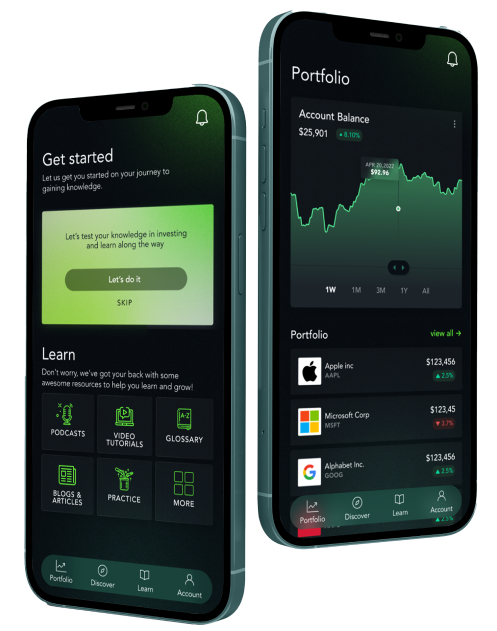 Get started
Let us get you started on your journey to
gaining knowledge.
Let's test your knowledge in investing
and learn along the way
Let's do it
SKIP
Learn
Don't worry, we've got your back with some
awesome resources to help you learn and grow!
PODCASTS
VIDEO
TUTORIALS
A-Z
GLOSSARY
BLOGS &
ARTICLES
PRACTICE
MORE
Portfolio
Discover
Learn
Account
Portfolio
Account Balance
$25,901
8.10%
APR 20,2022
$92.96
1W
1M
3M
1Y
All
Portfolio
view all →
Apple inc
AAPL
$123,456
2.5%
Microsoft Corp
MSFT
$123,45
3.7%
Alphabet Inc.
GOOG
$123,456
2.5%
Portfolio
Discover
Learn
Account
2.5%